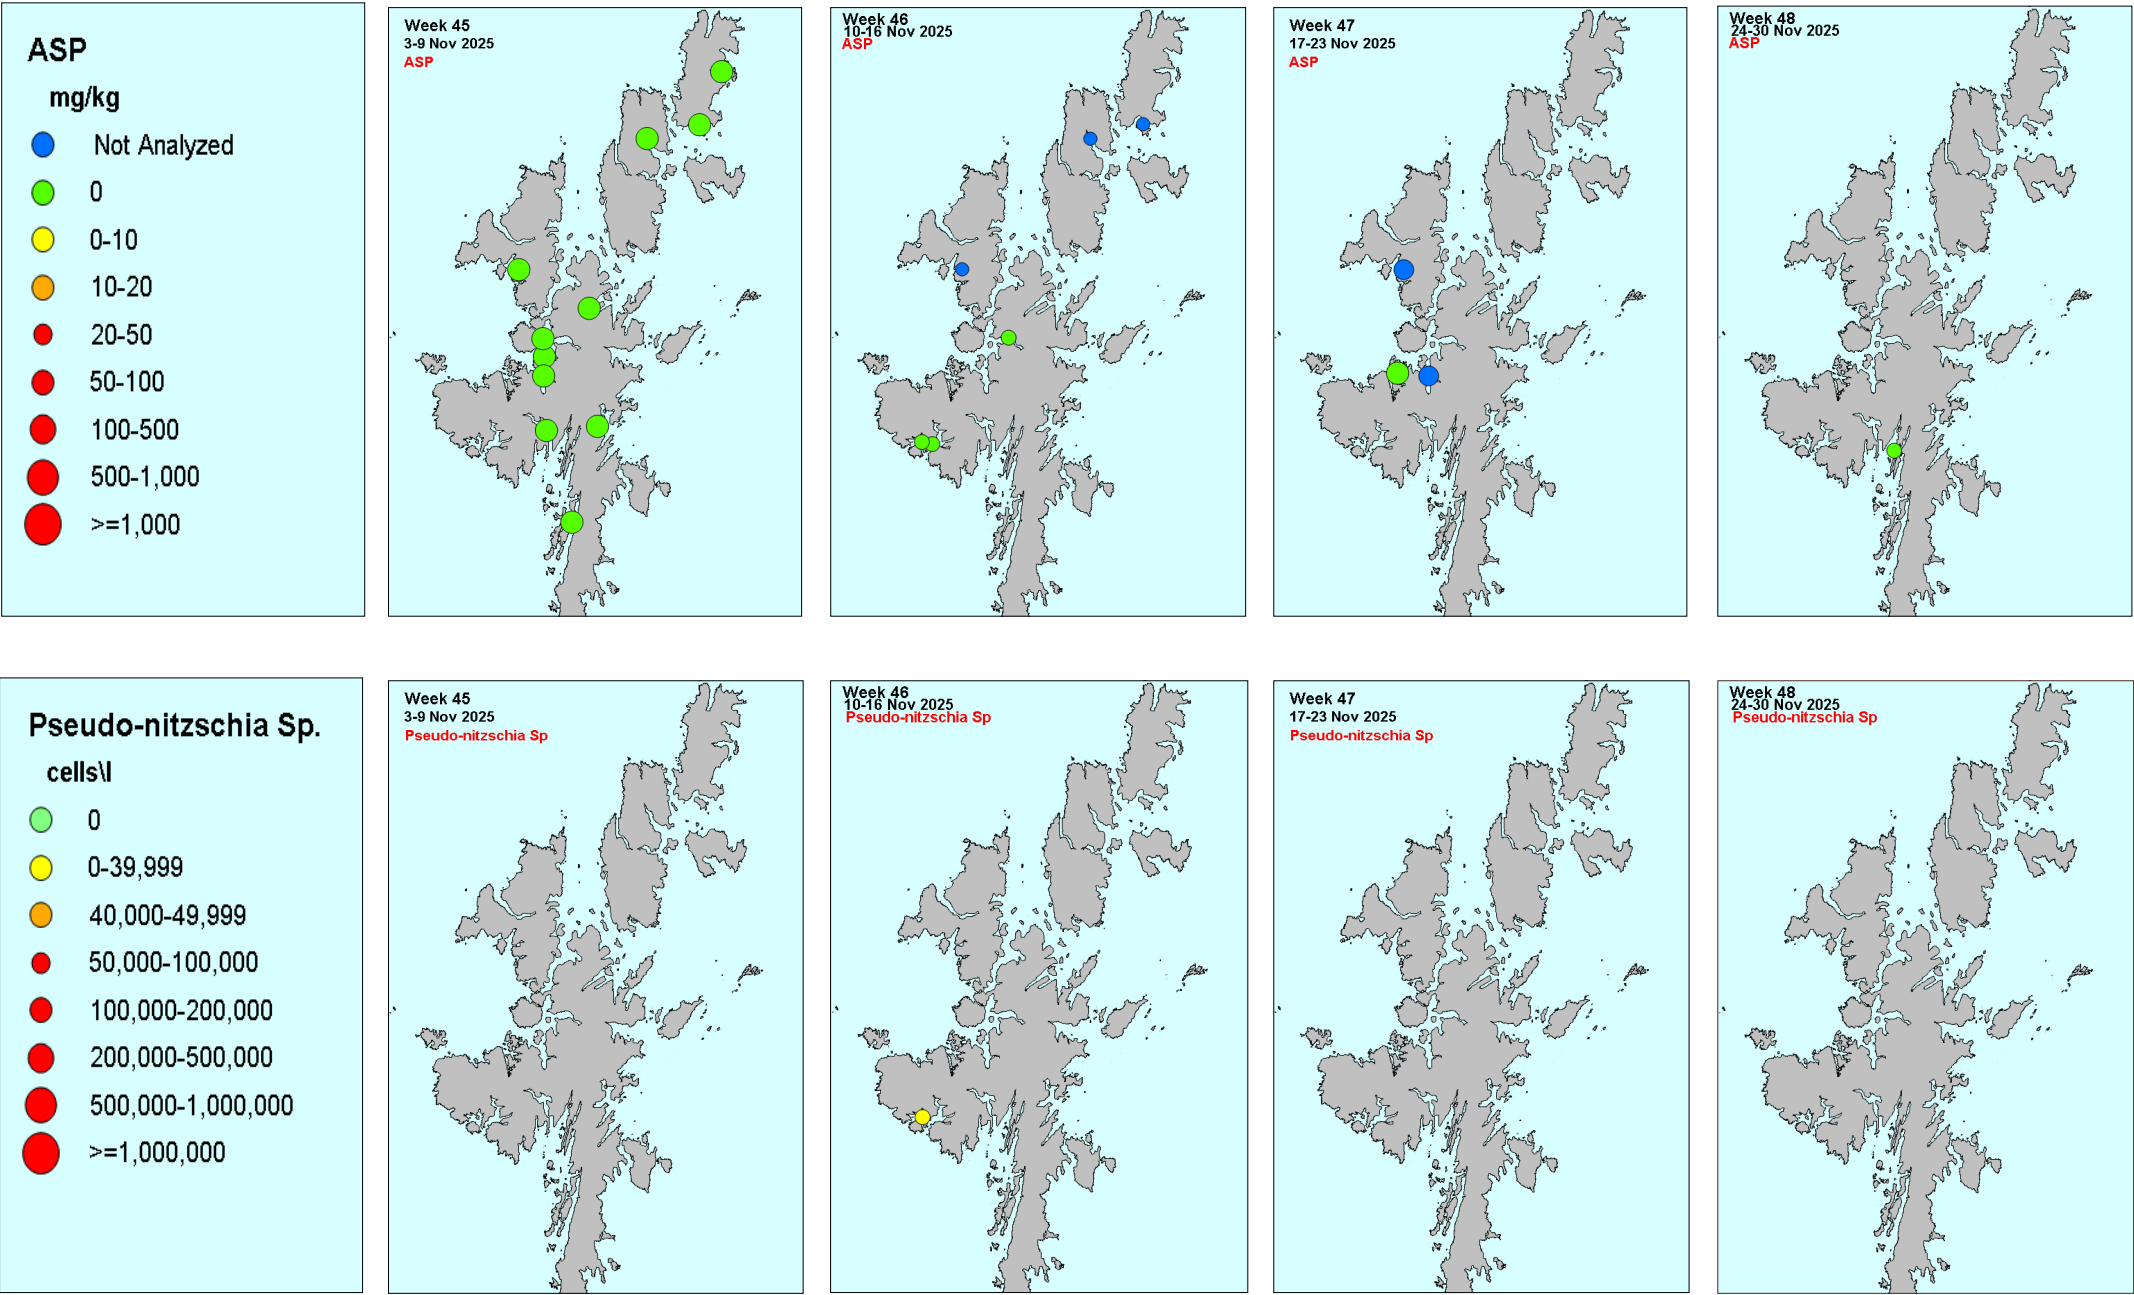 ASP
mg/kg
Not Analyzed
0
0-10
10-20
20-50
50-100
100-500
500-1,000
>=1,000
Week 45
3-9 Nov 2025
ASP
Week 46
10-16 Nov 2025
ASP
Week 47
17-23 Nov 2025
ASP
Week 48
24-30 Nov 2025
ASP
Pseudo-nitzschia Sp.
cells\l
0
0-39,999
40,000-49,999
50,000-100,000
100,000-200,000
200,000-500,000
500,000-1,000,000
>=1,000,000
Week 45
3-9 Nov 2025
Pseudo-nitzschia Sp
Week 46
10-16 Nov 2025
Pseudo-nitzschia Sp
Week 47
17-23 Nov 2025
Pseudo-nitzschia Sp
Week 48
24-30 Nov 2025
Pseudo-nitzschia Sp